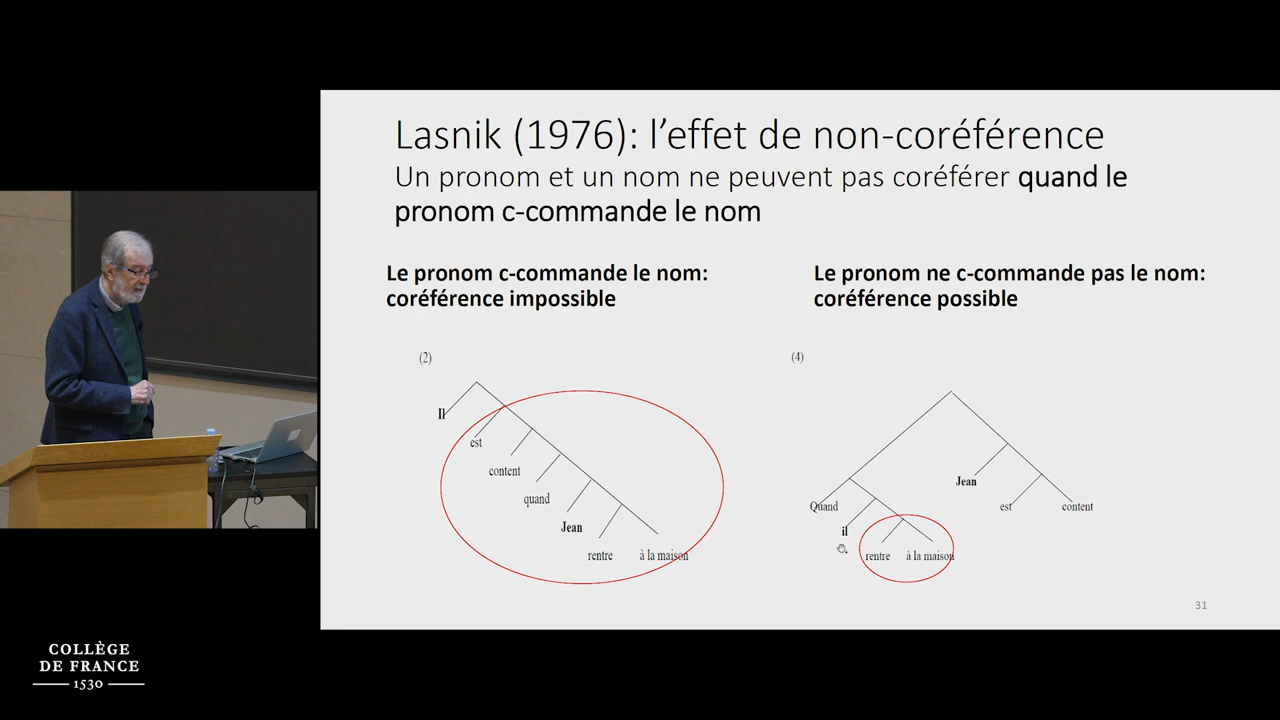 Lasnik (1976): l’effet de non-coréférence
Un pronom et un nom ne peuvent pas coréférer quand le
pronom c-commande le nom
Le pronom c-commande le nom:
coréférence impossible
Le pronom ne c-commande pas le nom:
coréférence possible
(2)
Il
est
content
quand
Jean
rentre
à la maison
(4)
Quand
il
rentre
à la maison
Jean
est
content
31
COLLÈGE
DE FRANCE
1530